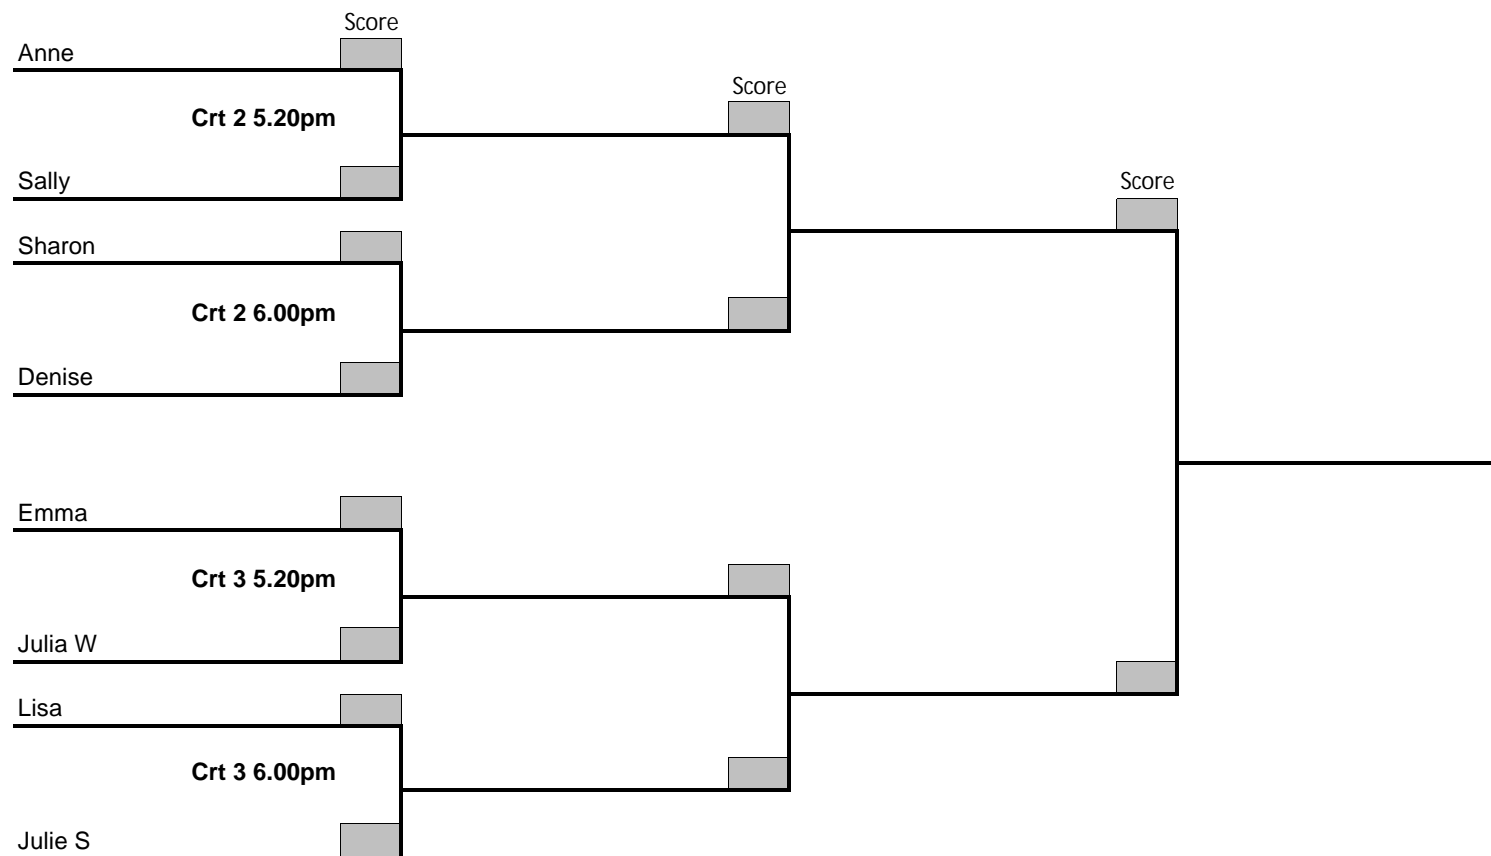 Score
Anne
Crt 2 5.20pm
Score
Sally
Score
Sharon
Crt 2 6.00pm
Denise
Emma
Crt 3 5.20pm
Julia W
Lisa
Crt 3 6.00pm
Julie S